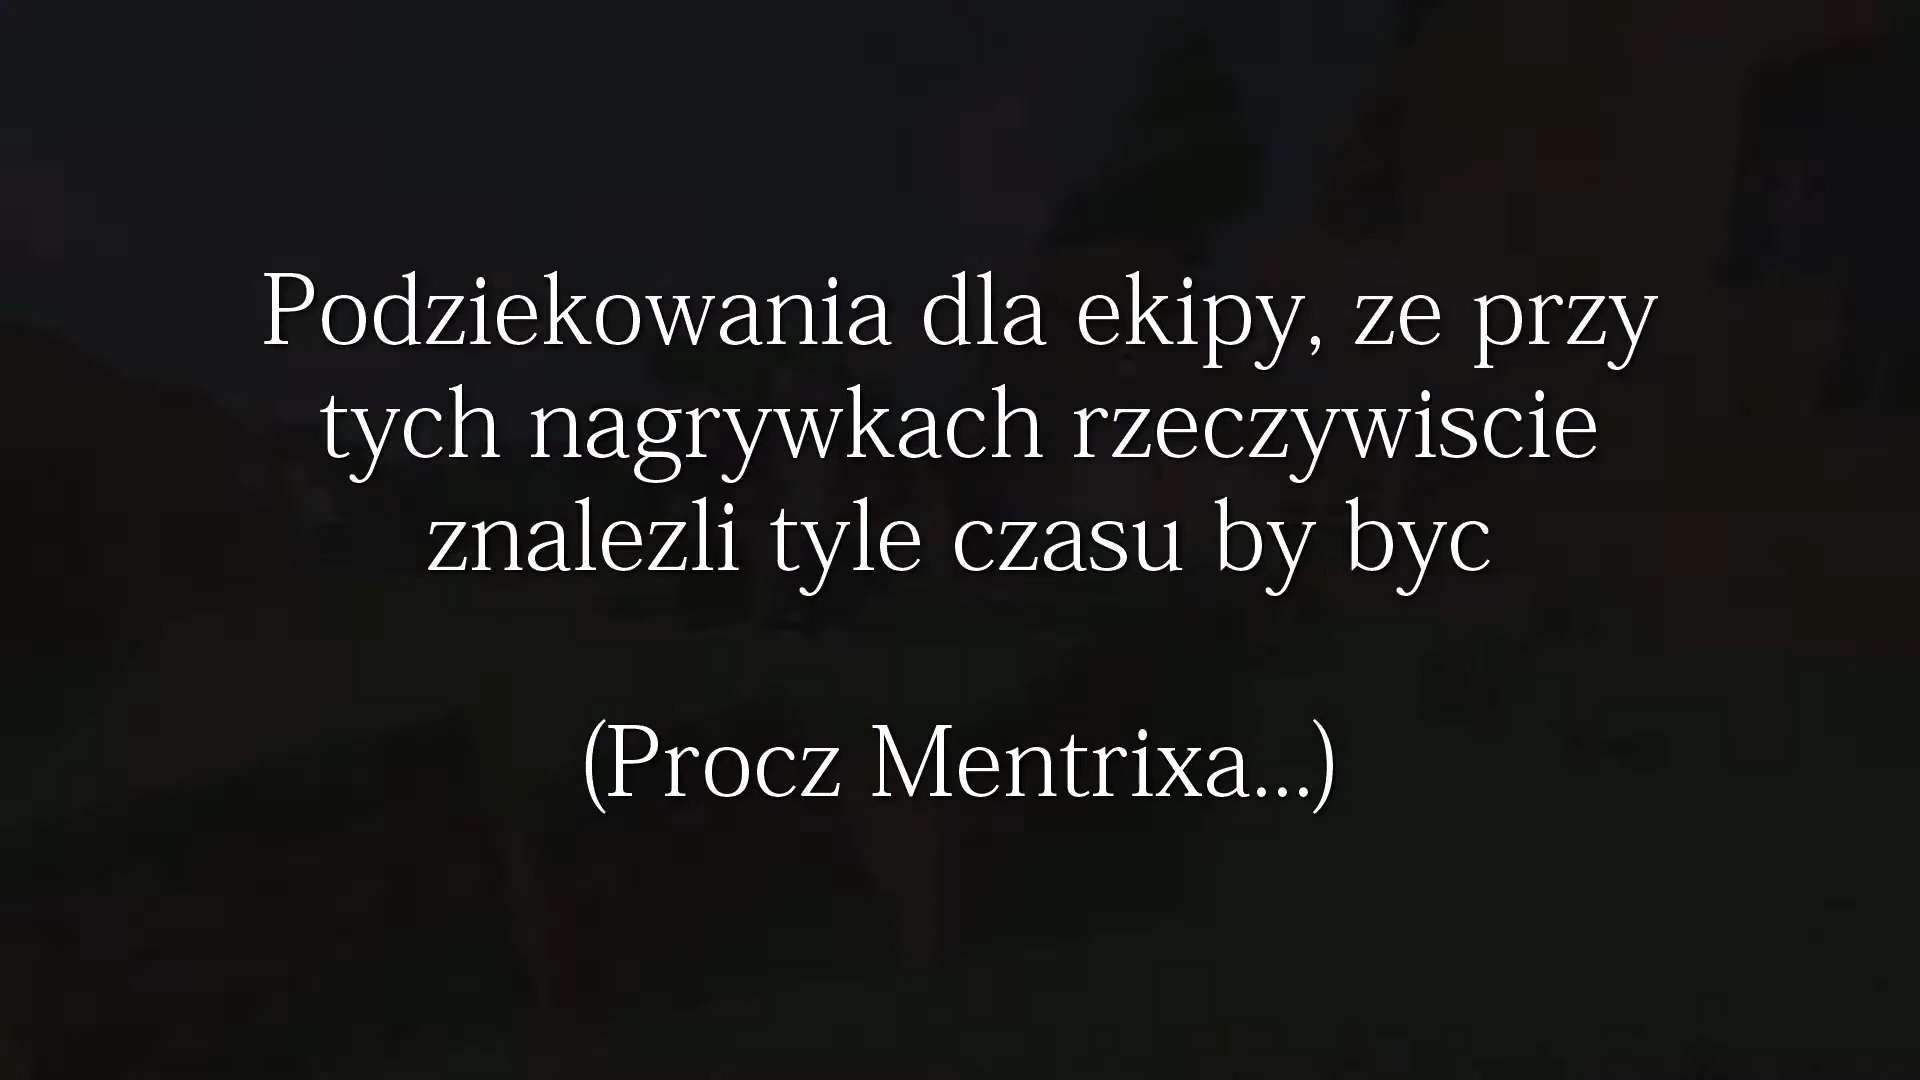 Podziekowania dla ekipy, ze przy
tych nagrywkach rzeczywiscie
znalezli tyle czasu by byc
(Procz Mentrixa...)